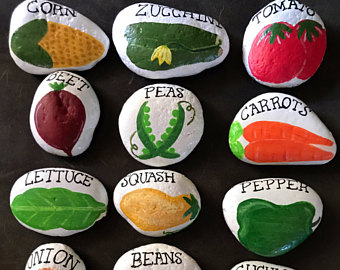 CORN
ZUCCHINI
TOMATO
BEET
PEAS
CARROTS
LETTUCE
SQUASH
PEPPER
ONION
BEANS